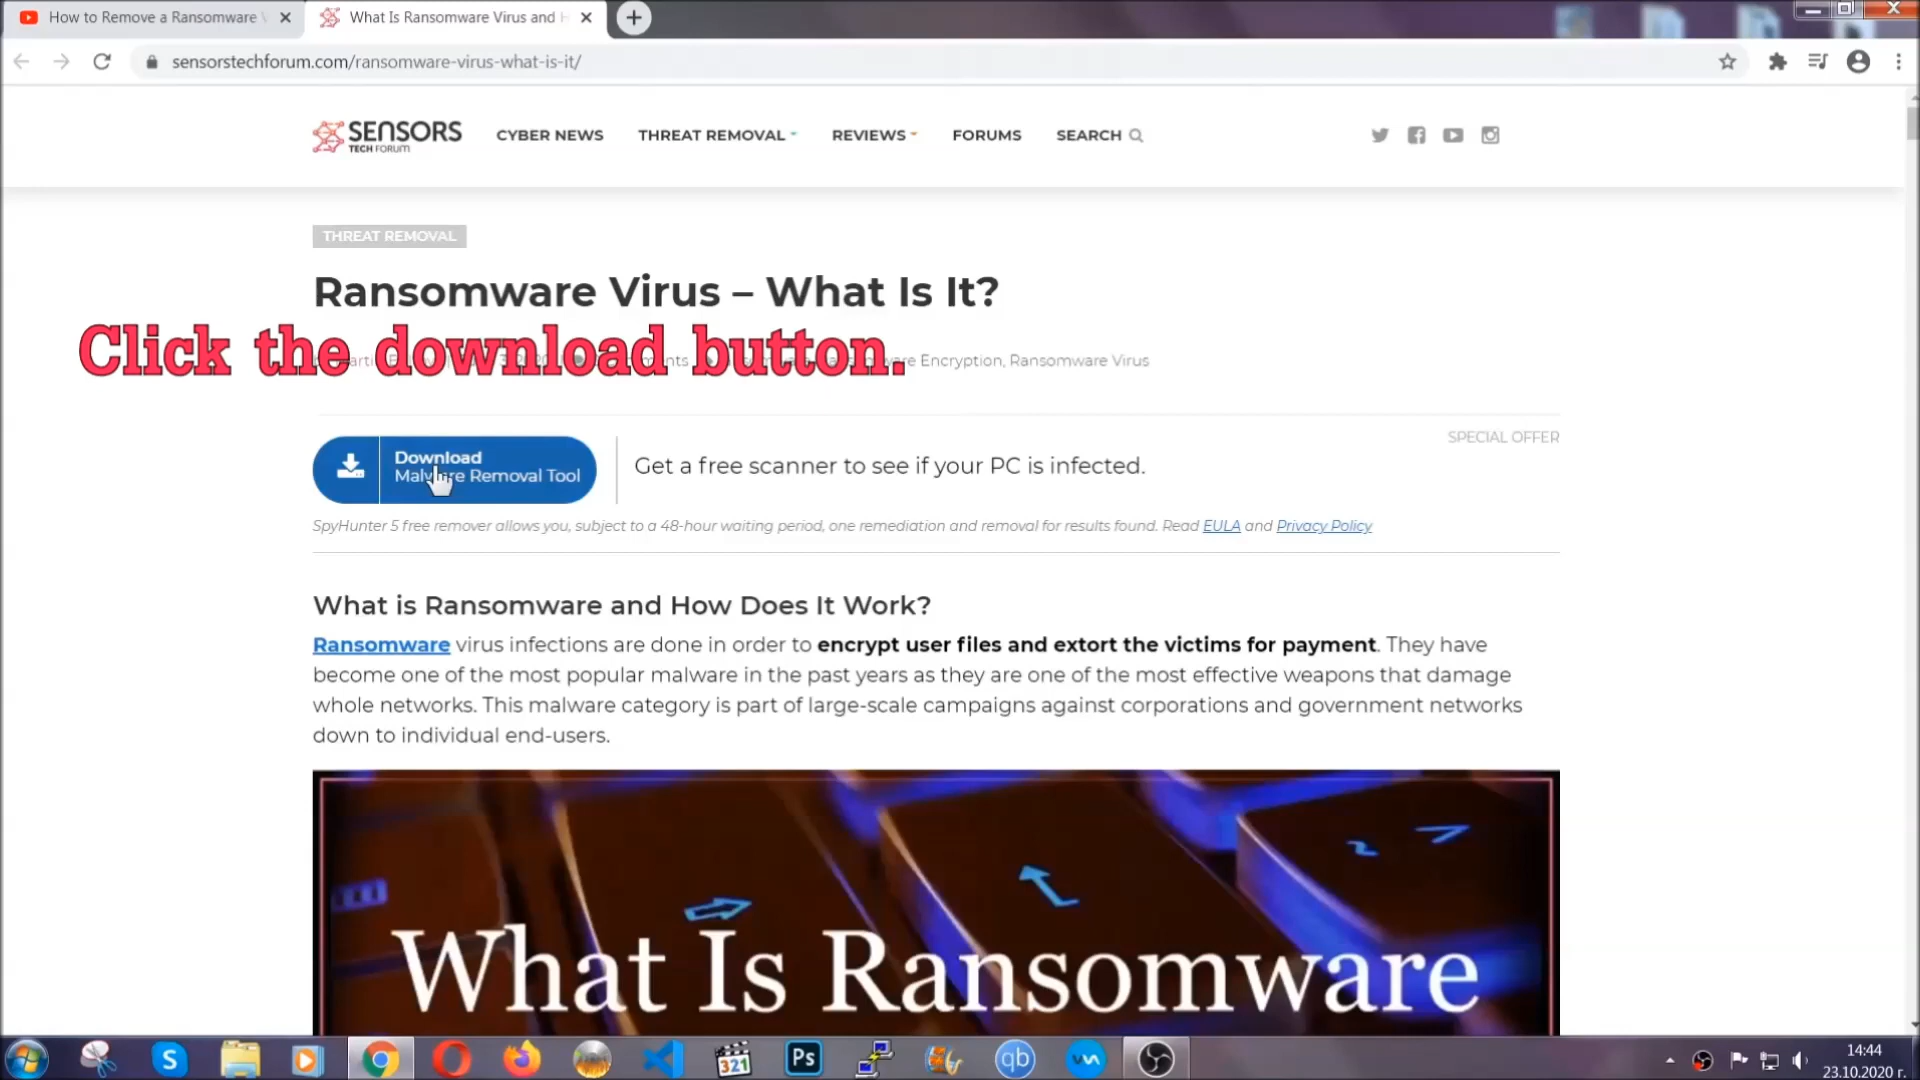 How to Remove a Ransomware V
What Is Ransomware Virus and H
sensorstechforum.com/ransomware-virus-what-is-it/
SENSORS
TECH FORUM
CYBER NEWS
THREAT REMOVAL
REVIEWS
FORUMS
SEARCH
THREAT REMOVAL
Ransomware Virus – What Is It?
Click the download button.
Encryption, Ransomware Virus
SPECIAL OFFER
Download
Malware Removal Tool
Get a free scanner to see if your PC is infected.
SpyHunter 5 free remover allows you, subject to a 48-hour waiting period, one remediation and removal for results found. Read EULA and Privacy Policy
What is Ransomware and How Does It Work?
Ransomware virus infections are done in order to encrypt user files and extort the victims for payment. They have
become one of the most popular malware in the past years as they are one of the most effective weapons that damage
whole networks. This malware category is part of large-scale campaigns against corporations and government networks
down to individual end-users.
What Is Ransomware
S
321
Ps
qb
14:44
23.10.2020 г.